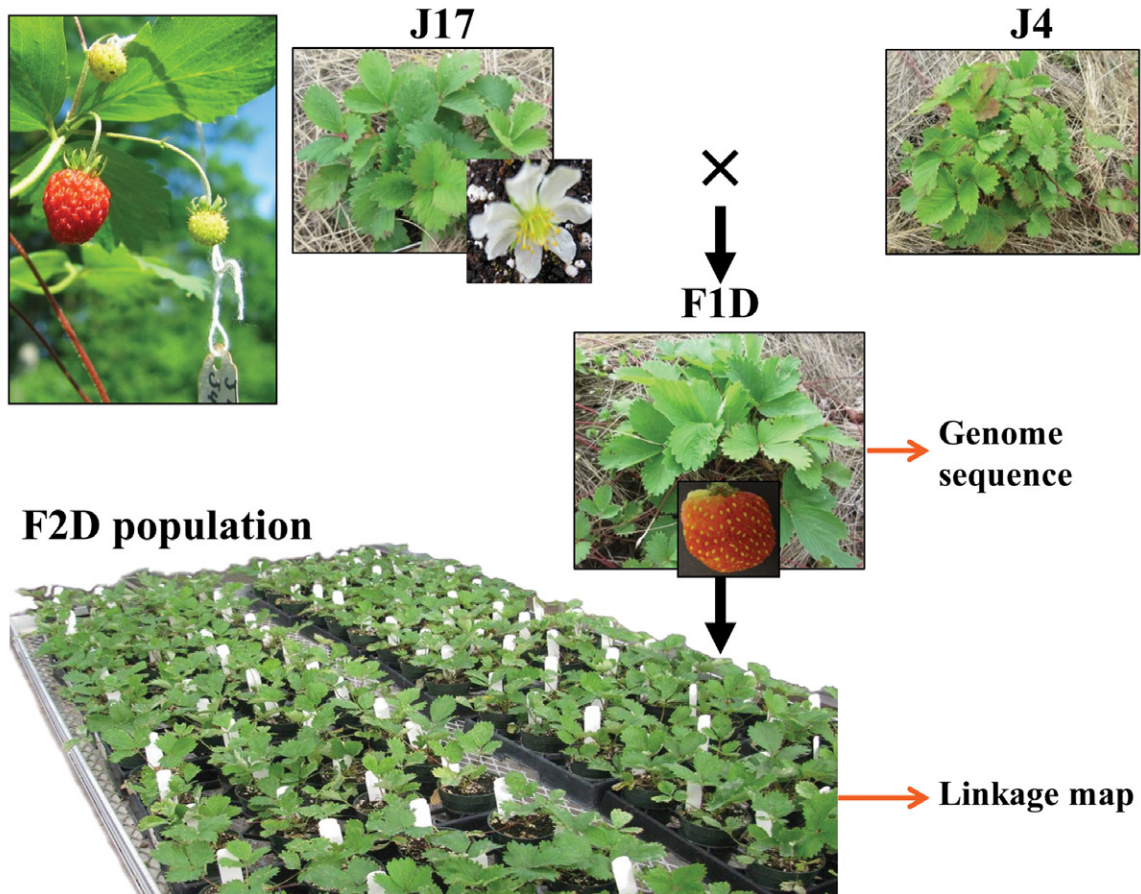 J17
J4
×
F1D
Genome
sequence
F2D population
Linkage map